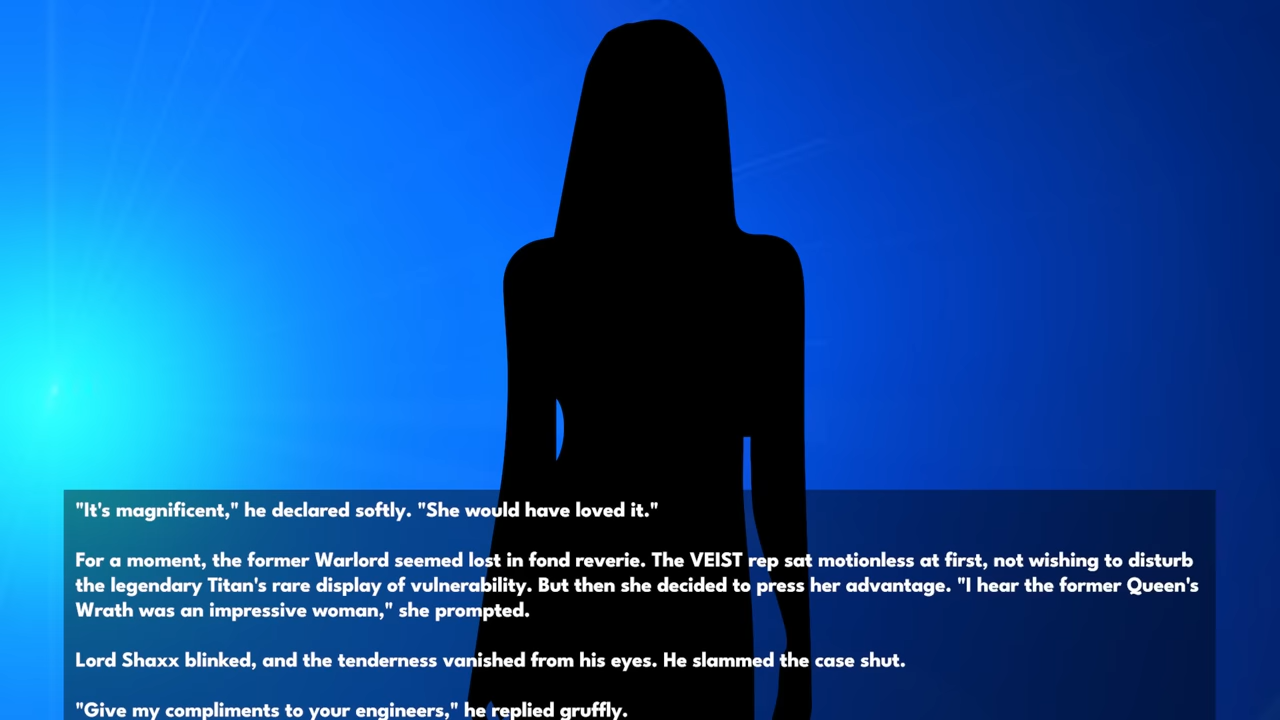 "It's magnificent," he declared softly. "She would have loved it."
For a moment, the former Warlord seemed lost in fond reverie. The VEIST rep sat motionless at first, not wishing to disturb
the legendary Titan's rare display of vulnerability. But then she decided to press her advantage. "I hear the former Queen's
Wrath was an impressive woman," she prompted.
Lord Shaxx blinked, and the tenderness vanished from his eyes. He slammed the case shut.
"Give my compliments to your engineers," he replied gruffly.